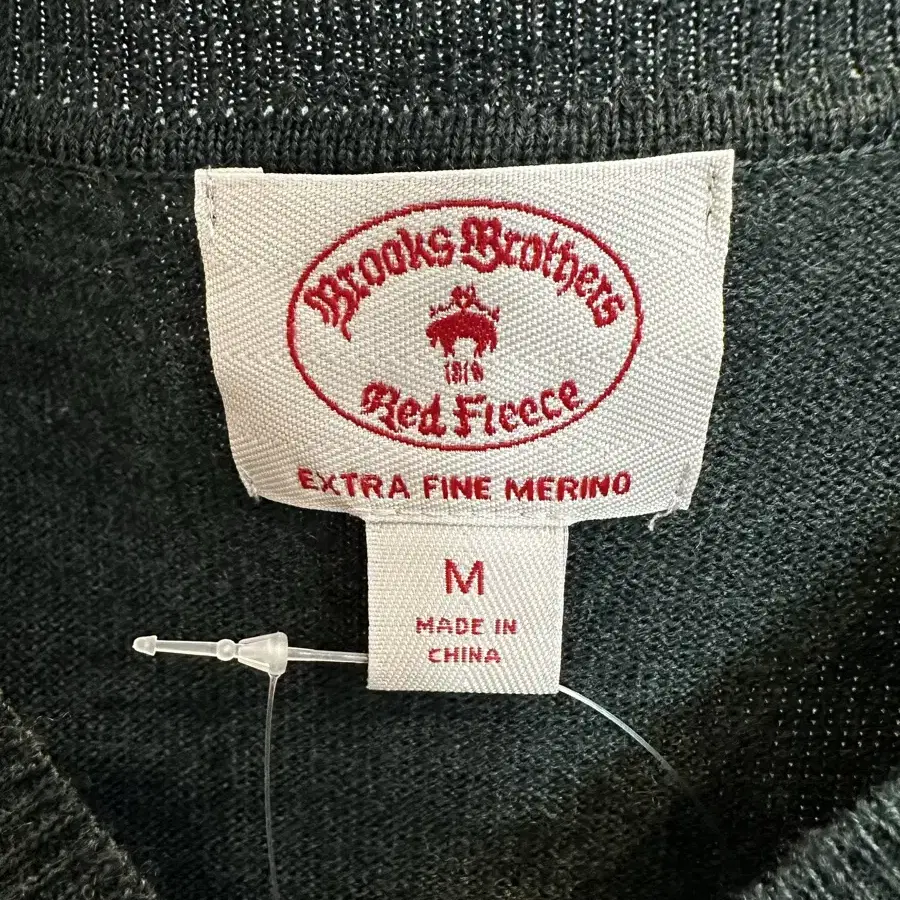 Brooks Brothers
1818
Red Fleece
EXTRA FINE MERINO
M
MADE IN
CHINA